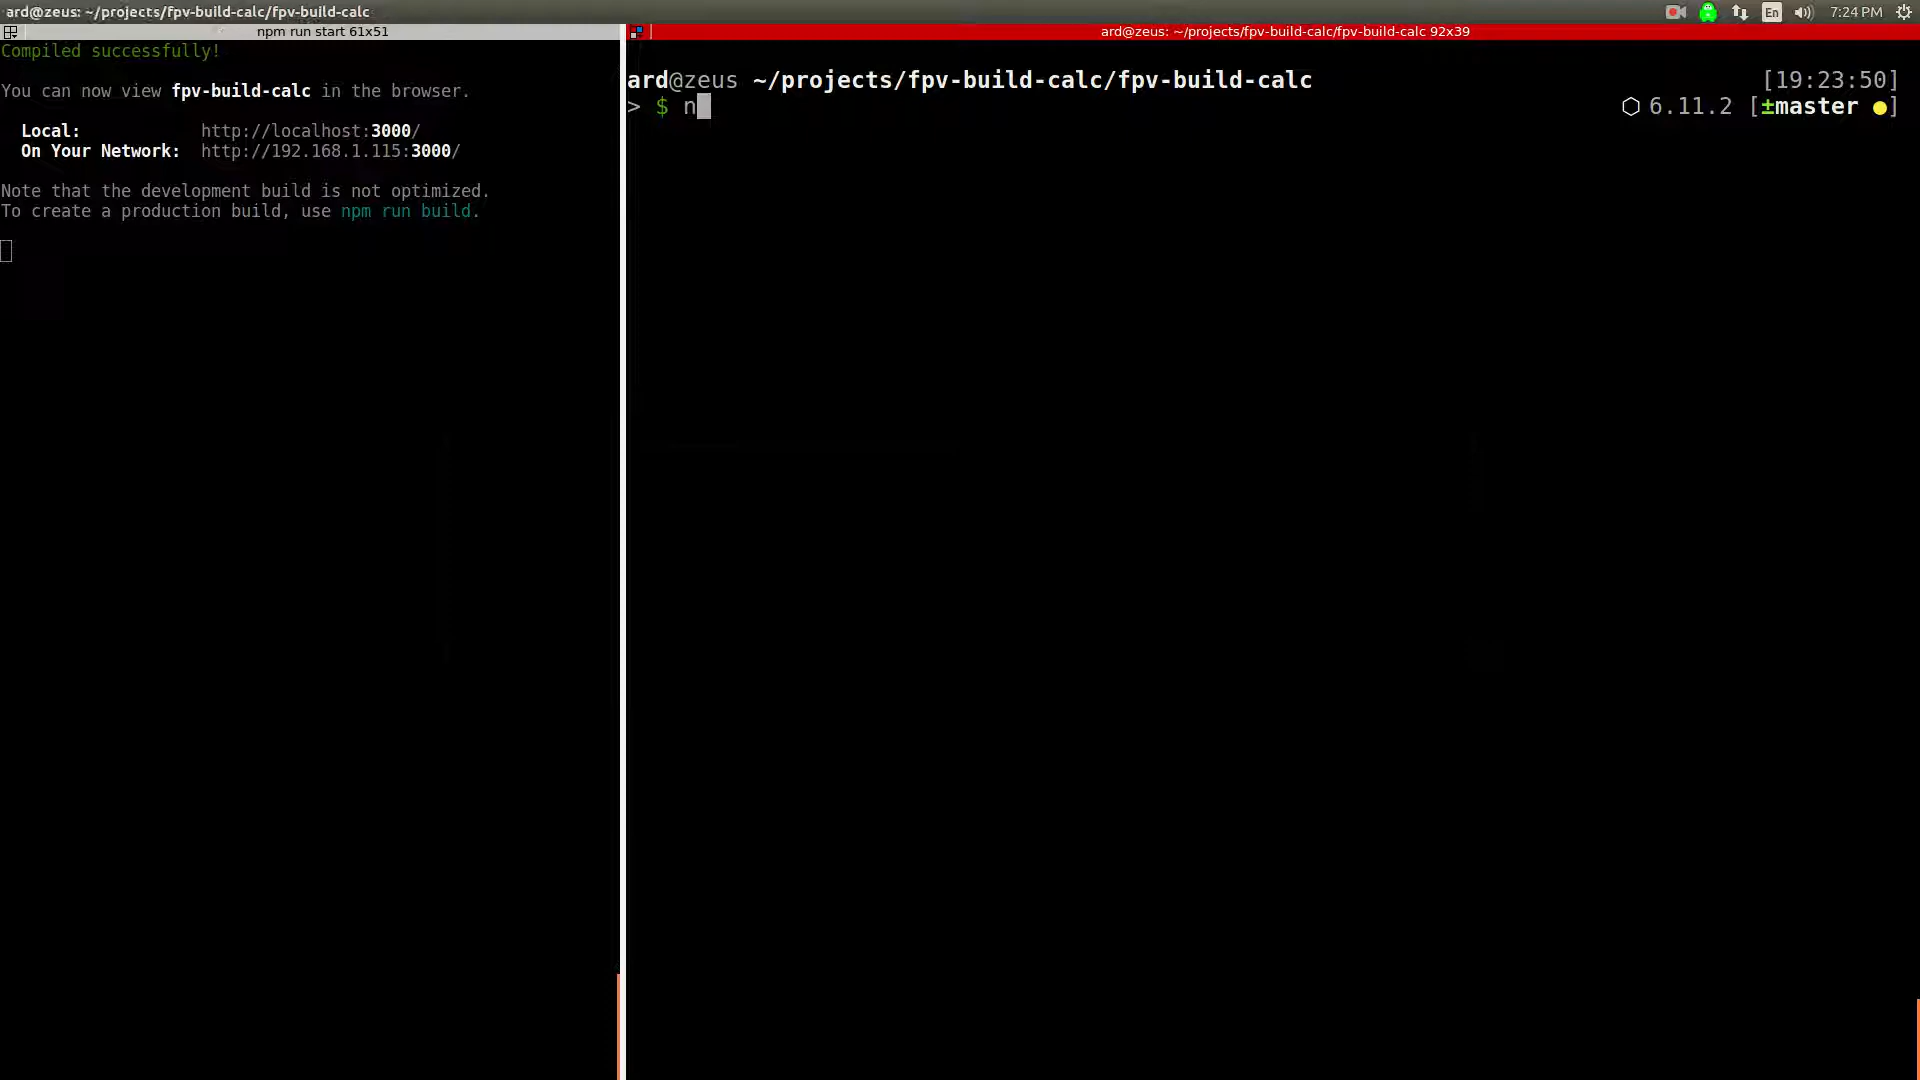 ard@zeus: ~/projects/fpv-build-calc/fpv-build-calc
En 7:24 PM
npm run start 61x51
Compiled successfully!
You can now view fpv-build-calc in the browser.
Local: http://localhost:3000/
On Your Network: http://192.168.1.115:3000/
Note that the development build is not optimized.
To create a production build, use npm run build.
ard@zeus: ~/projects/fpv-build-calc/fpv-build-calc 92x39
ard@zeus ~/projects/fpv-build-calc/fpv-build-calc [19:23:50]
> $ n ⬡ 6.11.2 [±master ●]